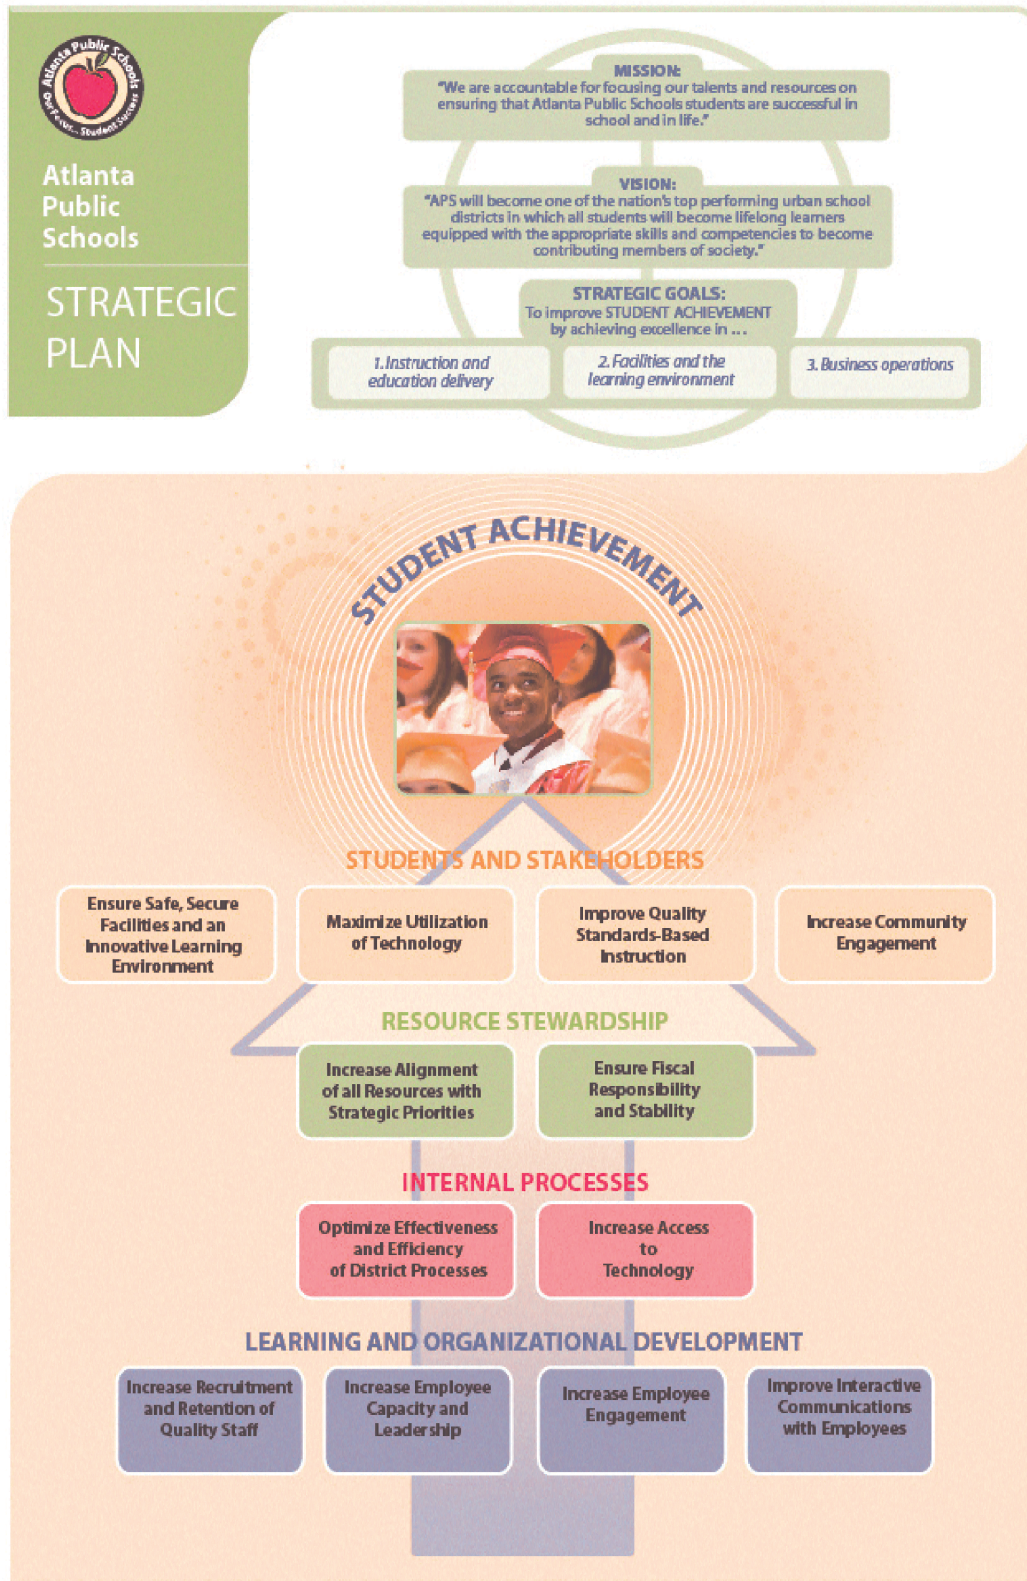 Atlanta Public Schools
Our Focus... Student Success
Atlanta
Public
Schools
STRATEGIC
PLAN
MISSION:
“We are accountable for focusing our talents and resources on
ensuring that Atlanta Public Schools students are successful in
school and in life.”
VISION:
“APS will become one of the nation’s top performing urban school
districts in which all students will become lifelong learners
equipped with the appropriate skills and competencies to become
contributing members of society.”
STRATEGIC GOALS:
To improve STUDENT ACHIEVEMENT
by achieving excellence in ...
1. Instruction and
education delivery
2. Facilities and the
learning environment
3. Business operations
STUDENT ACHIEVEMENT
STUDENTS AND STAKEHOLDERS
Ensure Safe, Secure
Facilities and an
Innovative Learning
Environment
Maximize Utilization
of Technology
Improve Quality
Standards-Based
Instruction
Increase Community
Engagement
RESOURCE STEWARDSHIP
Increase Alignment
of all Resources with
Strategic Priorities
Ensure Fiscal
Responsibility
and Stability
INTERNAL PROCESSES
Optimize Effectiveness
and Efficiency
of District Processes
Increase Access
to
Technology
LEARNING AND ORGANIZATIONAL DEVELOPMENT
Increase Recruitment
and Retention of
Quality Staff
Increase Employee
Capacity and
Leadership
Increase Employee
Engagement
Improve Interactive
Communications
with Employees